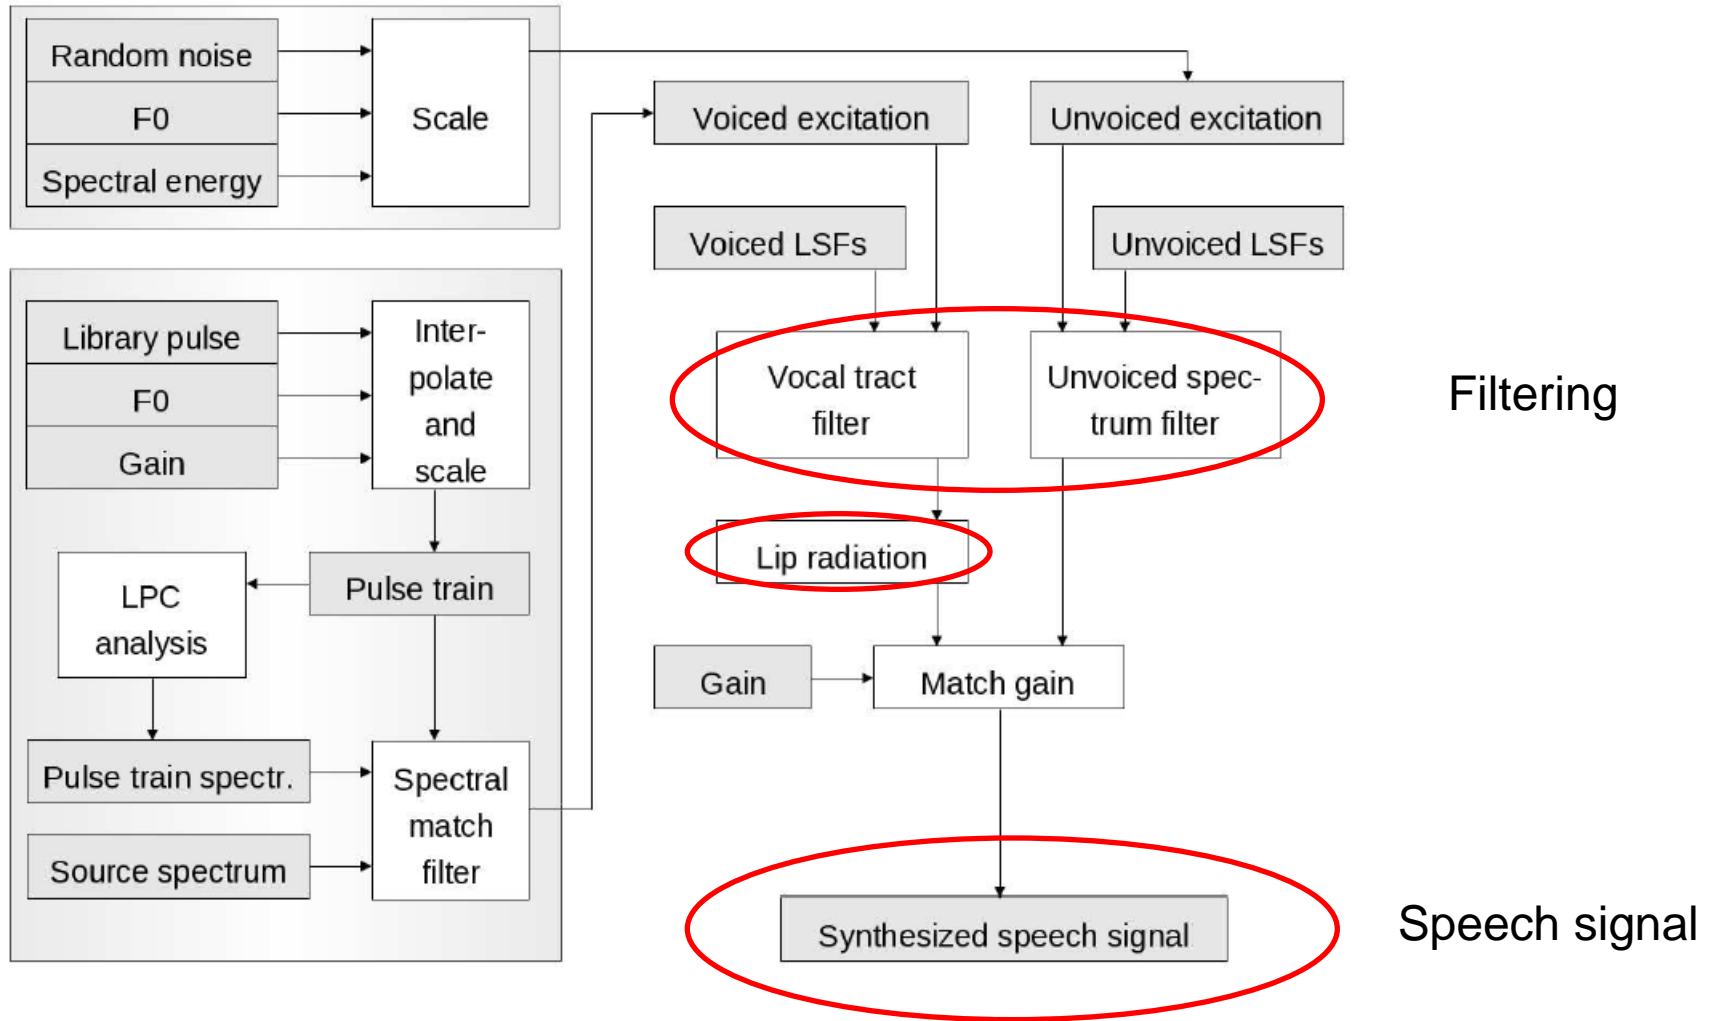 Random noise
F0
Spectral energy
Scale
Library pulse
F0
Gain
Inter-
polate
and
scale
LPC
analysis
Pulse train
Pulse train spectr.
Source spectrum
Spectral
match
filter
Voiced excitation
Unvoiced excitation
Voiced LSFs
Unvoiced LSFs
Vocal tract
filter
Unvoiced spec-
trum filter
Filtering
Lip radiation
Gain
Match gain
Synthesized speech signal
Speech signal